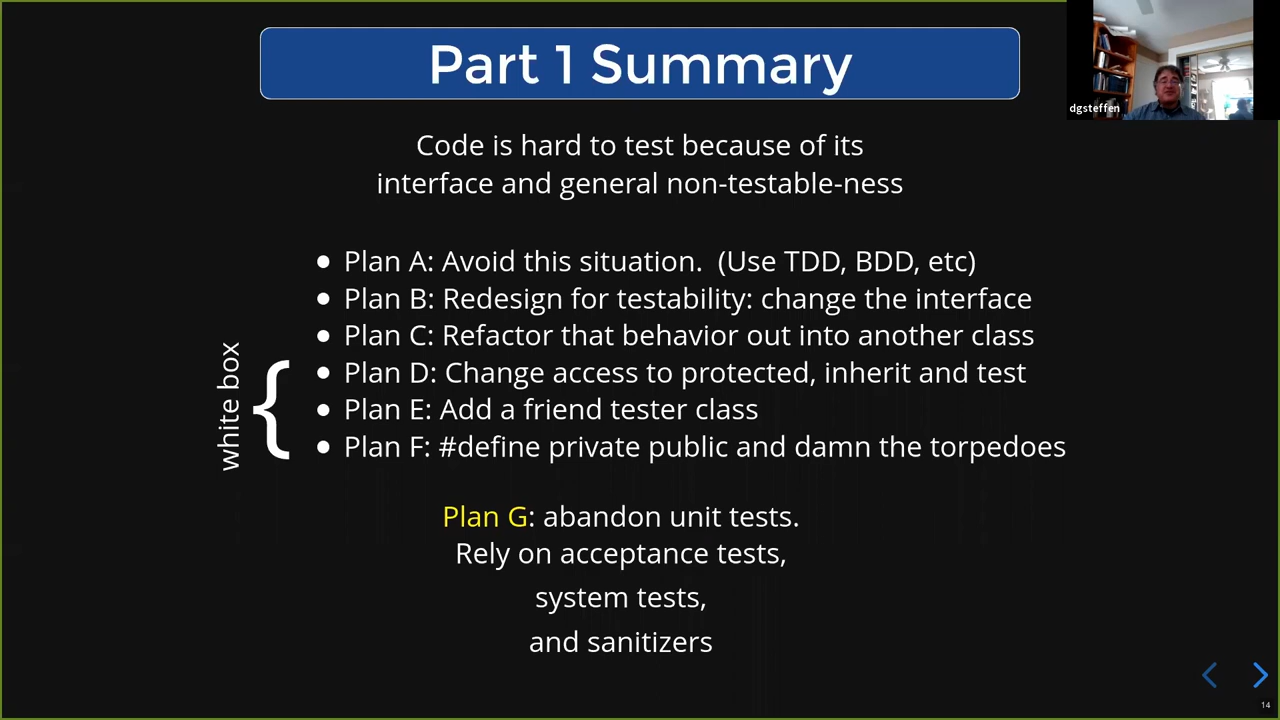 Part 1 Summary
dgsteffen
Code is hard to test because of its
interface and general non-testable-ness
• Plan A: Avoid this situation.  (Use TDD, BDD, etc)
• Plan B: Redesign for testability: change the interface
• Plan C: Refactor that behavior out into another class
white box
{
• Plan D: Change access to protected, inherit and test
• Plan E: Add a friend tester class
• Plan F: #define private public and damn the torpedoes
Plan G: abandon unit tests.
Rely on acceptance tests,
system tests,
and sanitizers
14